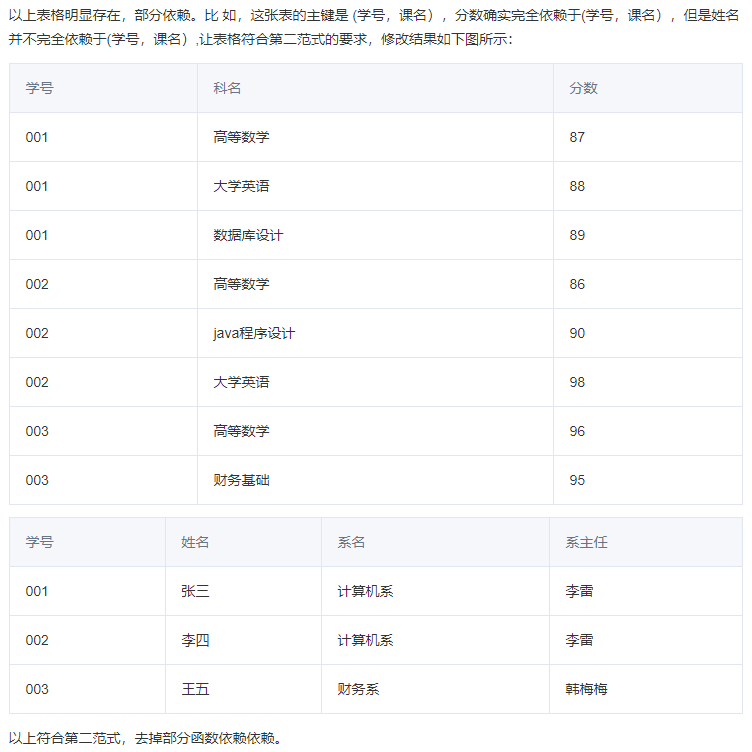 以上表格明显存在，部分依赖。比 如，这张表的主键是 (学号，课名），分数确实完全依赖于(学号，课名），但是姓名
并不完全依赖于(学号，课名）,让表格符合第二范式的要求，修改结果如下图所示：
学号 科名 分数
001 高等数学 87
001 大学英语 88
001 数据库设计 89
002 高等数学 86
002 java程序设计 90
002 大学英语 98
003 高等数学 96
003 财务基础 95
学号 姓名 系名 系主任
001 张三 计算机系 李雷
002 李四 计算机系 李雷
003 王五 财务系 韩梅梅
以上符合第二范式，去掉部分函数依赖依赖。